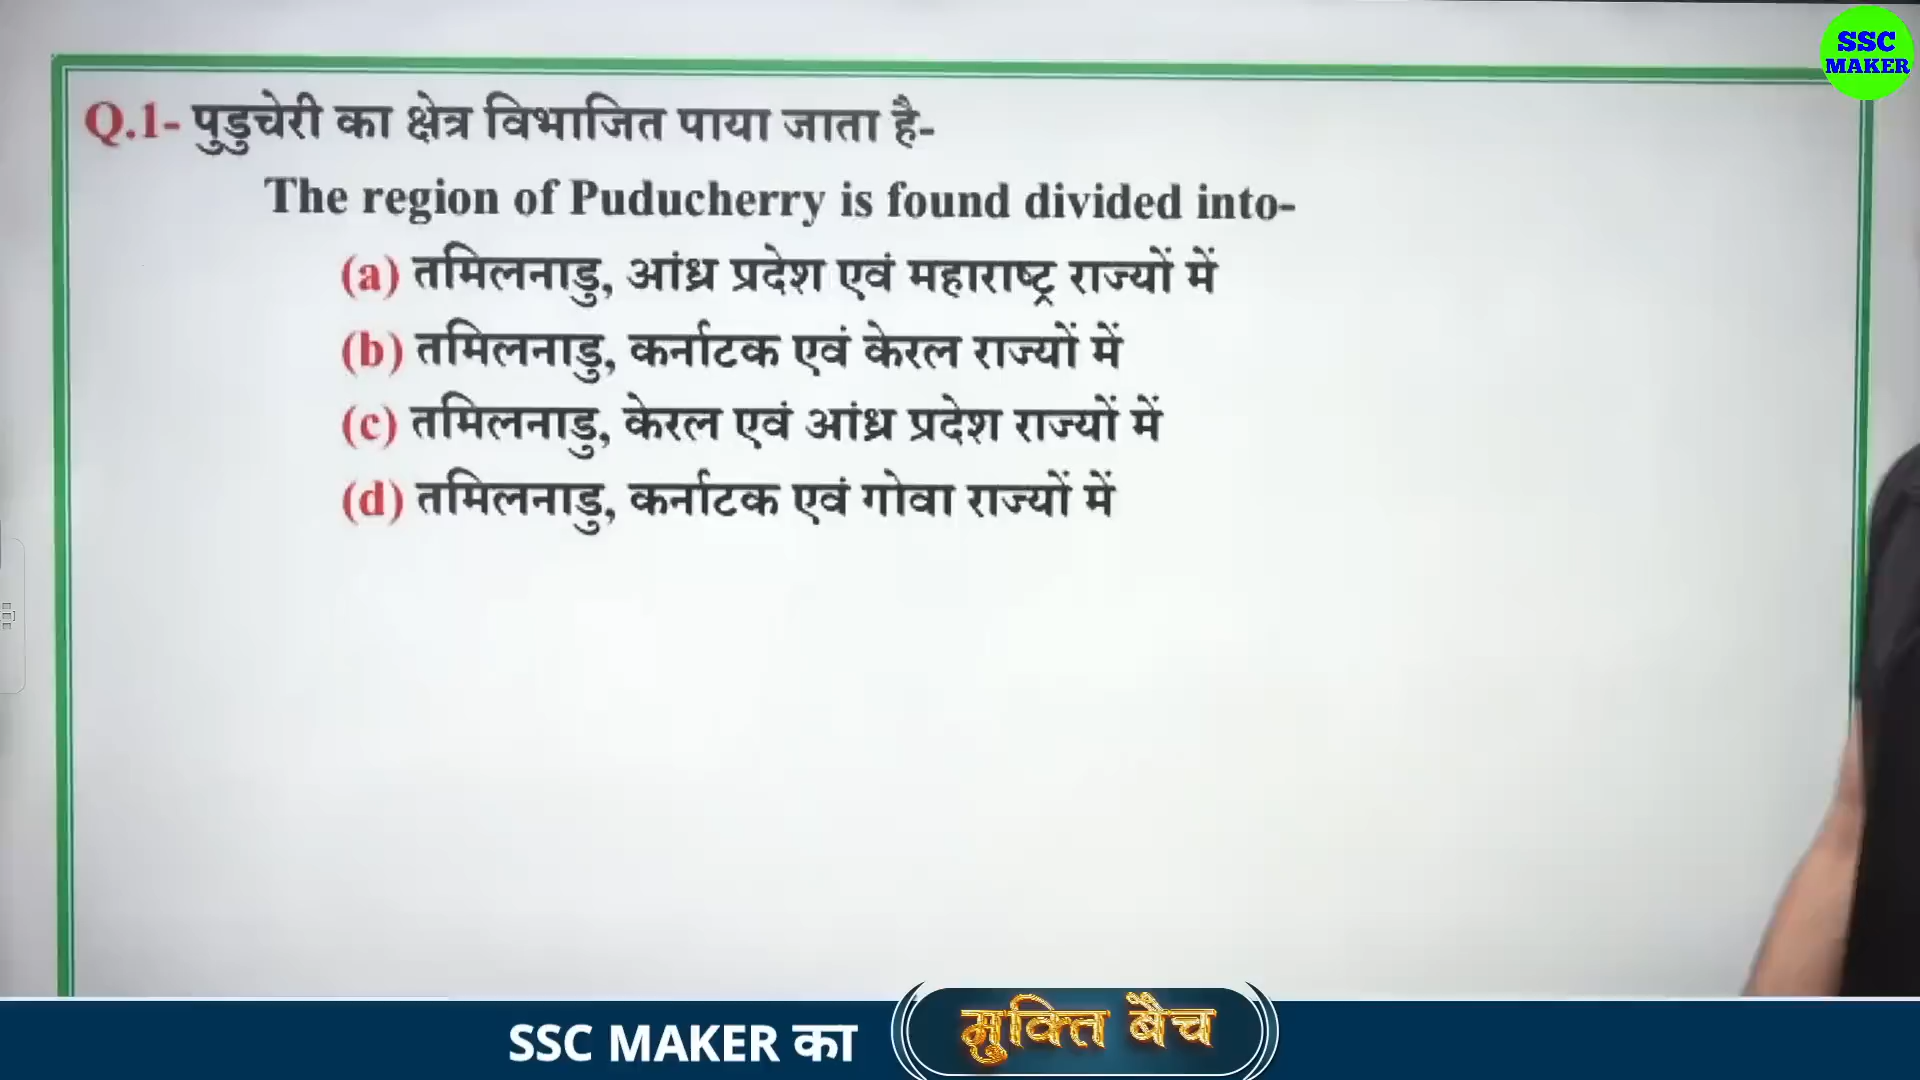 SSC
MAKER
Q.1- पुडुचेरी का क्षेत्र विभाजित पाया जाता है-
The region of Puducherry is found divided into-
(a) तमिलनाडु, आंध्र प्रदेश एवं महाराष्ट्र राज्यों में
(b) तमिलनाडु, कर्नाटक एवं केरल राज्यों में
(c) तमिलनाडु, केरल एवं आंध्र प्रदेश राज्यों में
(d) तमिलनाडु, कर्नाटक एवं गोवा राज्यों में
SSC MAKER का मुक्ति बैच